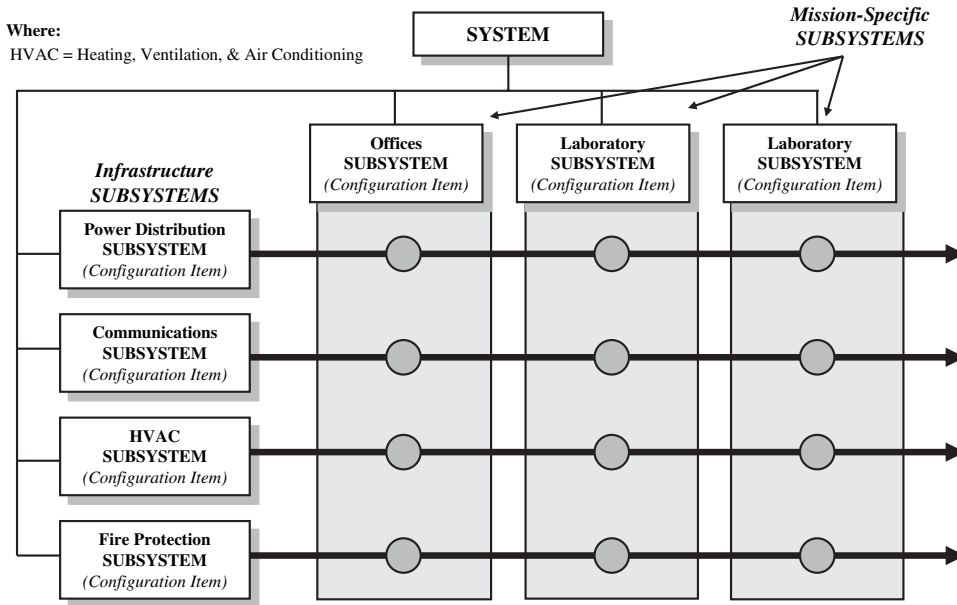 Where:
HVAC = Heating, Ventilation, & Air Conditioning
SYSTEM
Mission-Specific
SUBSYSTEMS
Offices
SUBSYSTEM
(Configuration Item)
Laboratory
SUBSYSTEM
(Configuration Item)
Laboratory
SUBSYSTEM
(Configuration Item)
Infrastructure
SUBSYSTEMS
Power Distribution
SUBSYSTEM
(Configuration Item)
Communications
SUBSYSTEM
(Configuration Item)
HVAC
SUBSYSTEM
(Configuration Item)
Fire Protection
SUBSYSTEM
(Configuration Item)